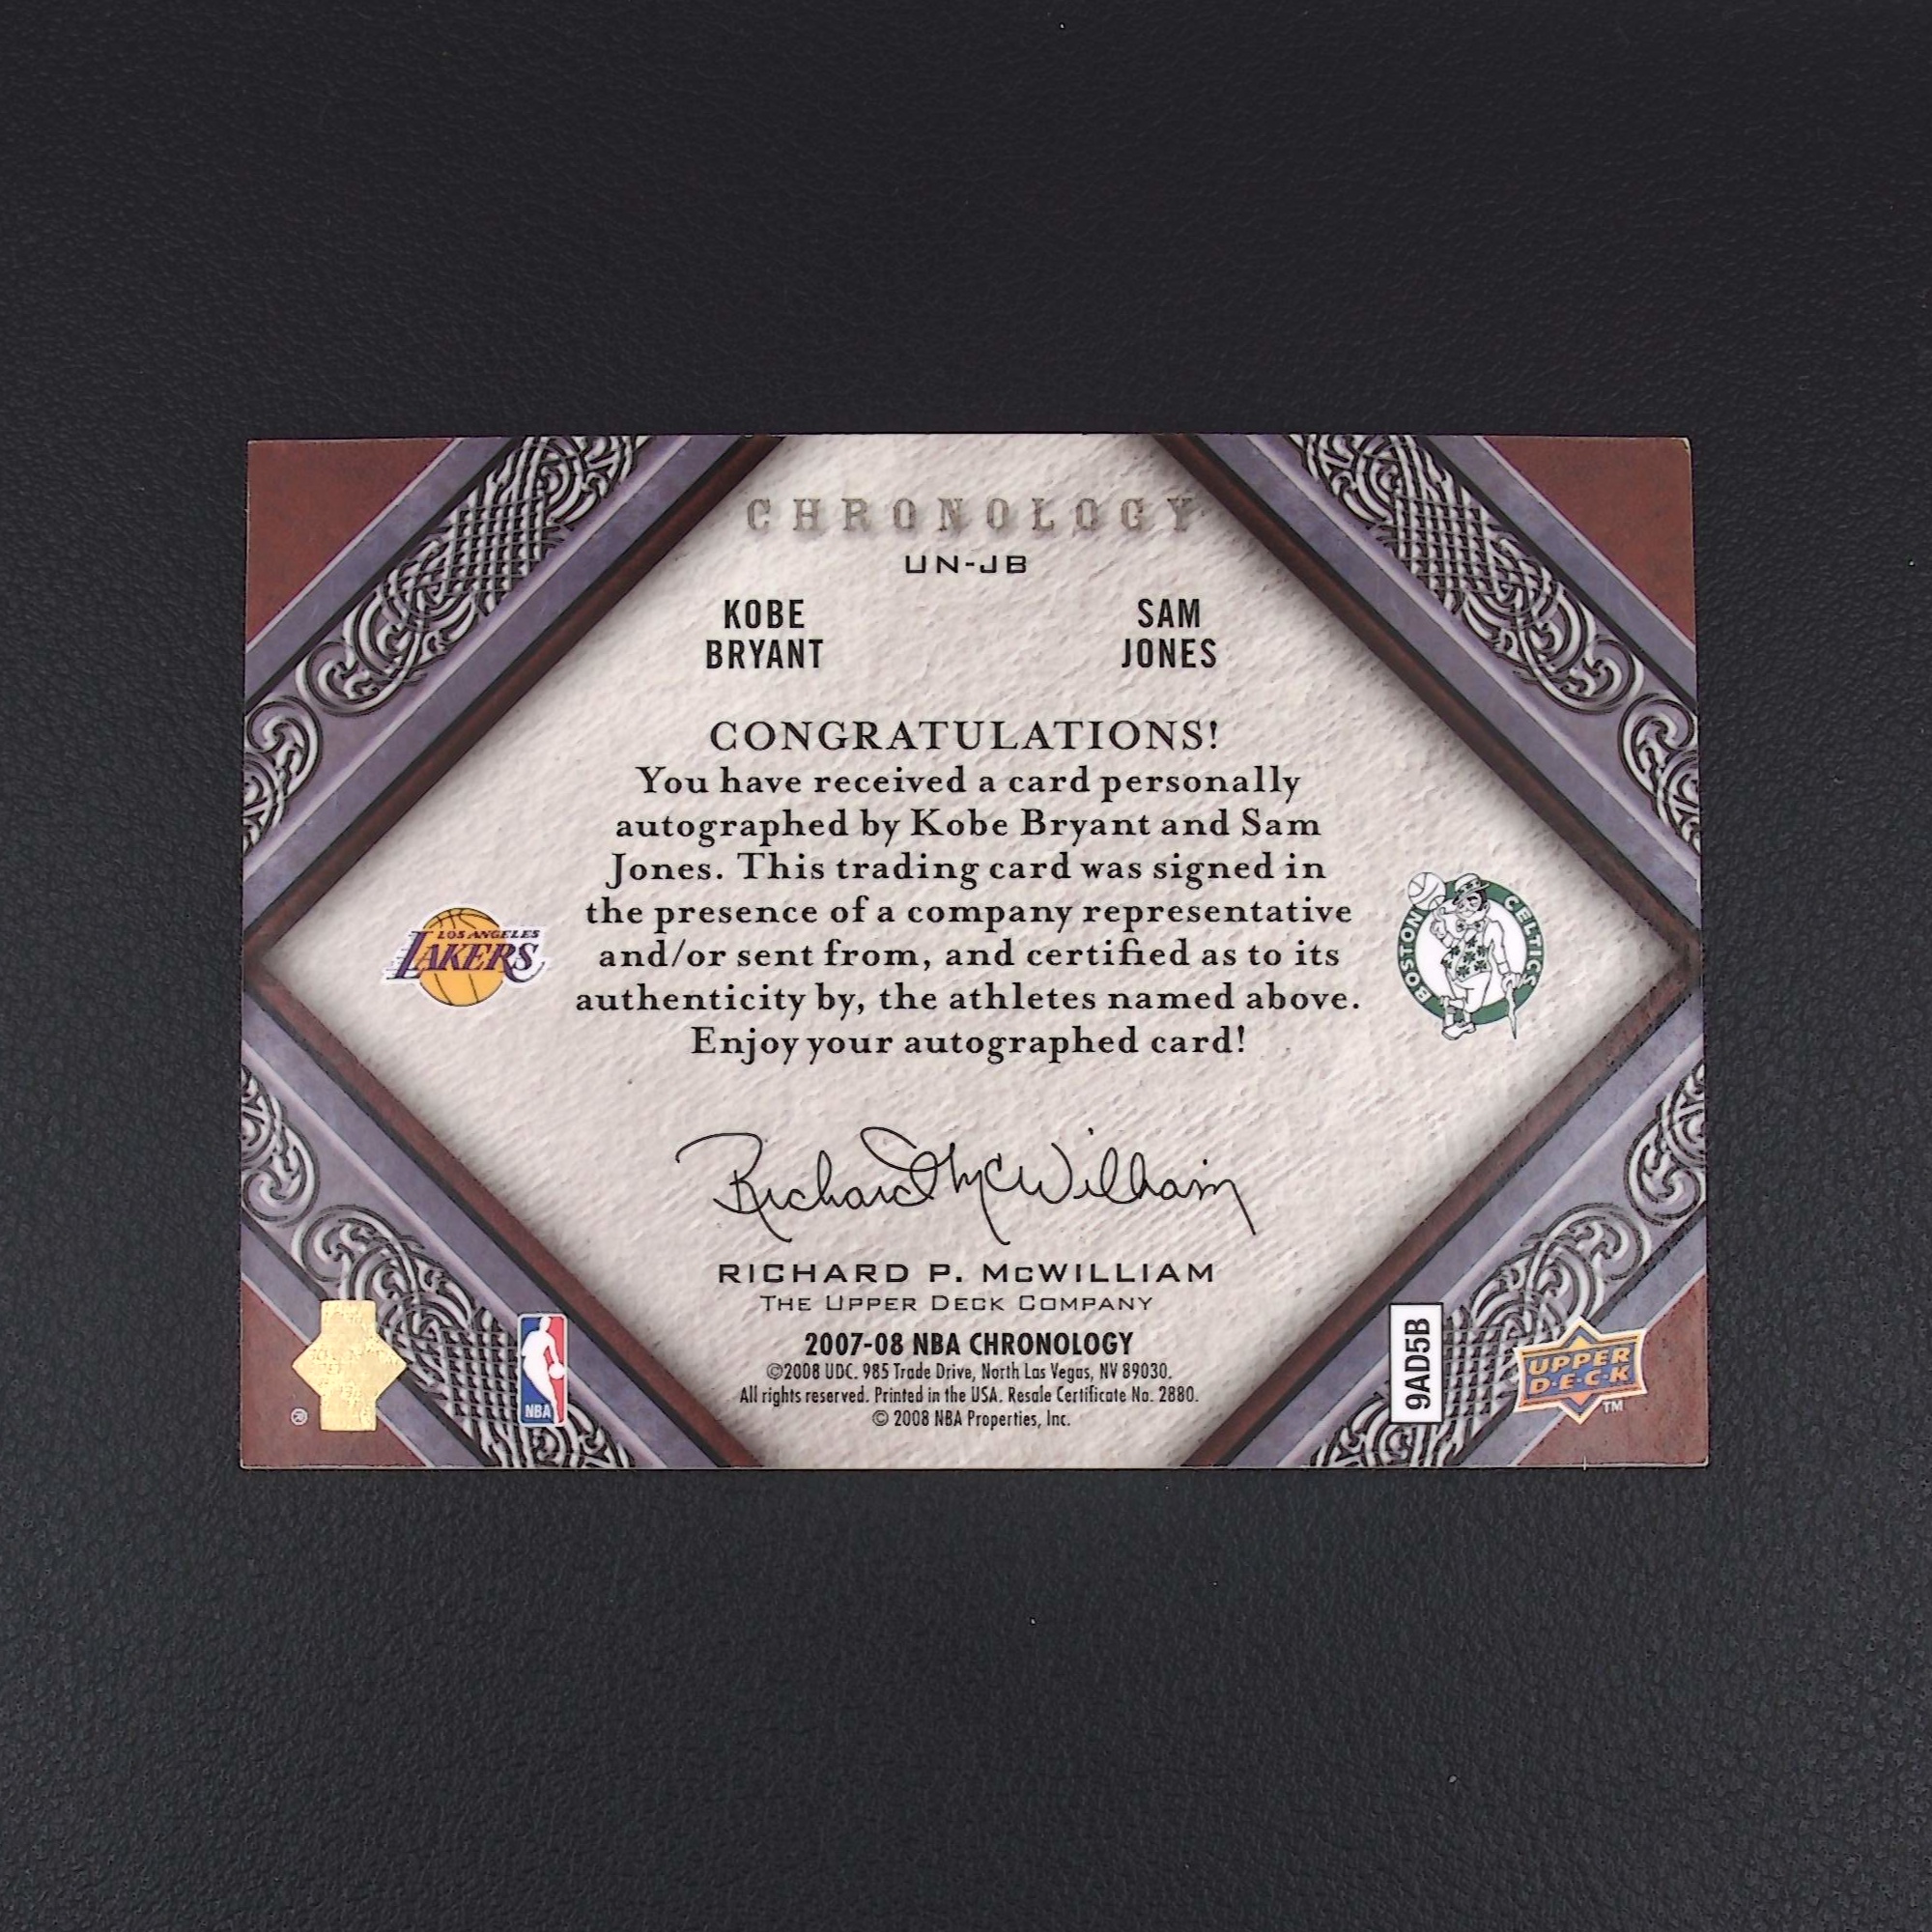 CHRONOLOGY
UN-JB
KOBE BRYANT
SAM JONES
CONGRATULATIONS!
You have received a card personally
autographed by Kobe Bryant and Sam
Jones. This trading card was signed in
the presence of a company representative
and/or sent from, and certified as to its
authenticity by, the athletes named above.
Enjoy your autographed card!
LOS ANGELES
LAKERS
BOSTON CELTICS
Richard McWilliam
RICHARD P. McWILLIAM
THE UPPER DECK COMPANY
2007-08 NBA CHRONOLOGY
©2008 UDC. 985 Trade Drive, North Las Vegas, NV 89030.
All rights reserved. Printed in the USA. Resale Certificate No. 2880.
© 2008 NBA Properties, Inc.
NBA
9AD5B
UPPER
D·E·C·K
TM